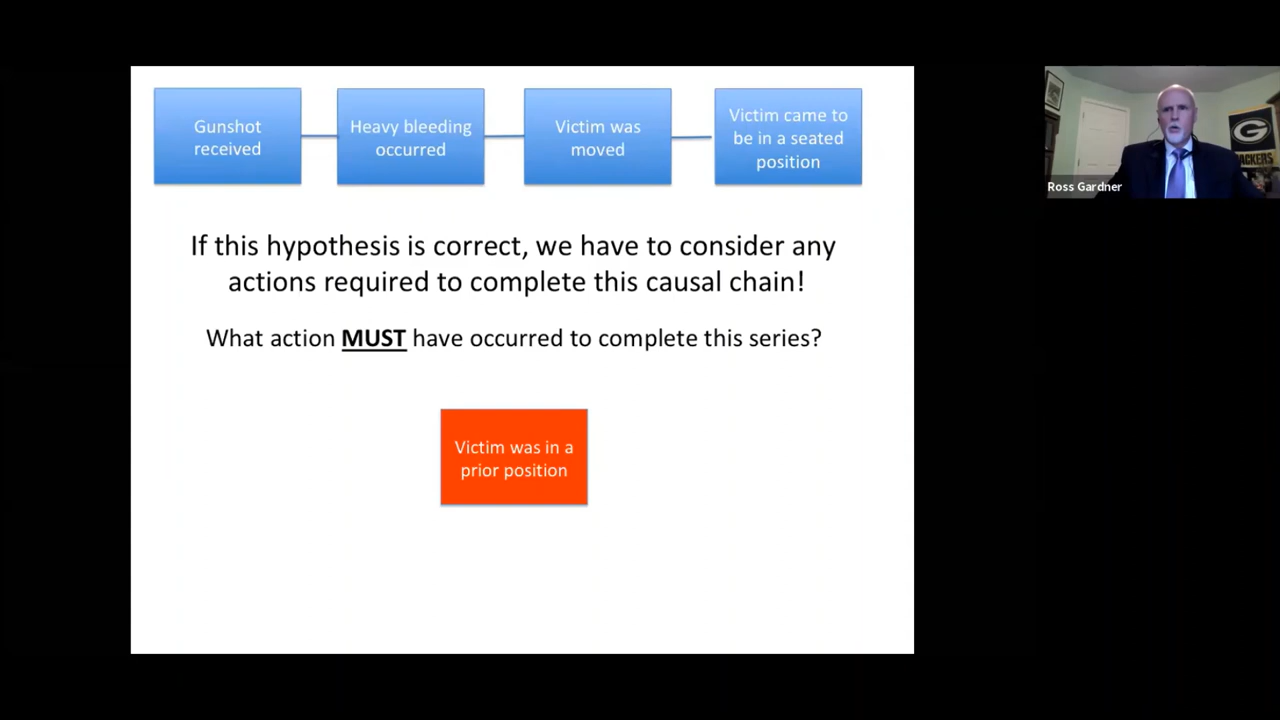 Gunshot
received
Heavy bleeding
occurred
Victim was
moved
Victim came to
be in a seated
position
If this hypothesis is correct, we have to consider any
actions required to complete this causal chain!
What action MUST have occurred to complete this series?
Victim was in a
prior position
G
PACKERS
Ross Gardner